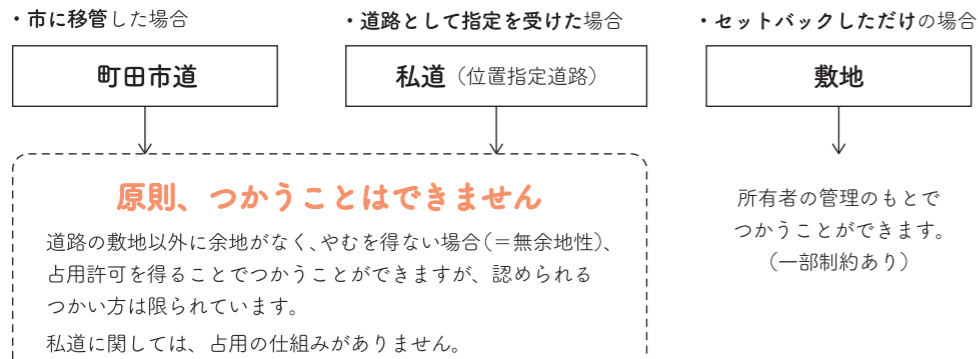 ・市に移管した場合
町田市道
・道路として指定を受けた場合
私道（位置指定道路）
・セットバックしただけの場合
敷地
原則、つかうことはできません
道路の敷地以外に余地がなく、やむを得ない場合（＝無余地性）、
占用許可を得ることでつかうことができますが、認められる
つかい方は限られています。
私道に関しては、占用の仕組みがありません。
所有者の管理のもとで
つかうことができます。
（一部制約あり）